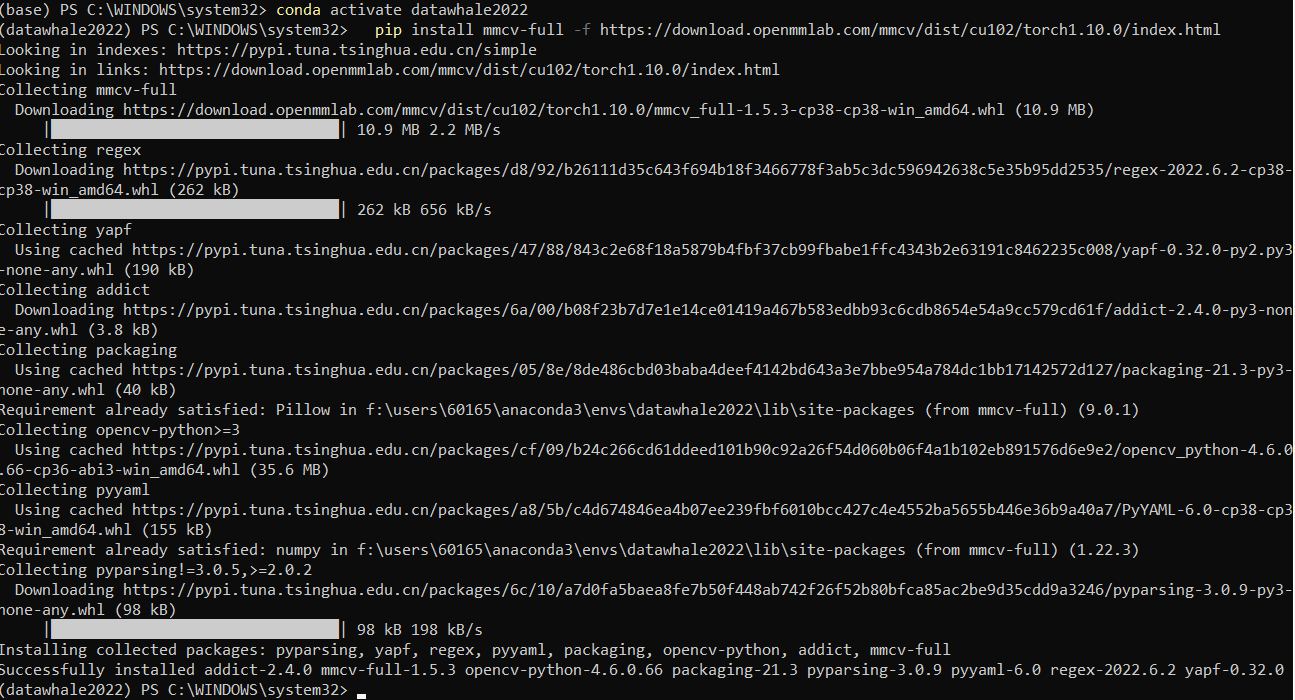 (base) PS C:\WINDOWS\system32> conda activate datawhale2022
(datawhale2022) PS C:\WINDOWS\system32>   pip install mmcv-full -f https://download.openmmlab.com/mmcv/dist/cu102/torch1.10.0/index.html
Looking in indexes: https://pypi.tuna.tsinghua.edu.cn/simple
Looking in links: https://download.openmmlab.com/mmcv/dist/cu102/torch1.10.0/index.html
Collecting mmcv-full
  Downloading https://download.openmmlab.com/mmcv/dist/cu102/torch1.10.0/mmcv_full-1.5.3-cp38-cp38-win_amd64.whl (10.9 MB)
     |████████████████████████████████| 10.9 MB 2.2 MB/s
Collecting regex
  Downloading https://pypi.tuna.tsinghua.edu.cn/packages/d8/92/b26111d35c643f694b18f3466778f3ab5c3dc596942638c5e35b95dd2535/regex-2022.6.2-cp38-
cp38-win_amd64.whl (262 kB)
     |████████████████████████████████| 262 kB 656 kB/s
Collecting yapf
  Using cached https://pypi.tuna.tsinghua.edu.cn/packages/47/88/843c2e68f18a5879b4fbf37cb99fbabe1ffc4343b2e63191c8462235c008/yapf-0.32.0-py2.py3
-none-any.whl (190 kB)
Collecting addict
  Downloading https://pypi.tuna.tsinghua.edu.cn/packages/6a/00/b08f23b7d7e1e14ce01419a467b583edbb93c6cdb8654e54a9cc579cd61f/addict-2.4.0-py3-non
e-any.whl (3.8 kB)
Collecting packaging
  Using cached https://pypi.tuna.tsinghua.edu.cn/packages/05/8e/8de486cbd03baba4deef4142bd643a3e7bbe954a784dc1bb17142572d127/packaging-21.3-py3-
none-any.whl (40 kB)
Requirement already satisfied: Pillow in f:\users\60165\anaconda3\envs\datawhale2022\lib\site-packages (from mmcv-full) (9.0.1)
Collecting opencv-python>=3
  Using cached https://pypi.tuna.tsinghua.edu.cn/packages/cf/09/b24c266cd61ddeed101b90c92a26f54d060b06f4a1b102eb891576d6e9e2/opencv_python-4.6.0
.66-cp36-abi3-win_amd64.whl (35.6 MB)
Collecting pyyaml
  Using cached https://pypi.tuna.tsinghua.edu.cn/packages/a8/5b/c4d674846ea4b07ee239fbf6010bcc427c4e4552ba5655b446e36b9a40a7/PyYAML-6.0-cp38-cp3
8-win_amd64.whl (155 kB)
Requirement already satisfied: numpy in f:\users\60165\anaconda3\envs\datawhale2022\lib\site-packages (from mmcv-full) (1.22.3)
Collecting pyparsing!=3.0.5,>=2.0.2
  Downloading https://pypi.tuna.tsinghua.edu.cn/packages/6c/10/a7d0fa5baea8fe7b50f448ab742f26f52b80bfca85ac2be9d35cdd9a3246/pyparsing-3.0.9-py3-
none-any.whl (98 kB)
     |████████████████████████████████| 98 kB 198 kB/s
Installing collected packages: pyparsing, yapf, regex, pyyaml, packaging, opencv-python, addict, mmcv-full
Successfully installed addict-2.4.0 mmcv-full-1.5.3 opencv-python-4.6.0.66 packaging-21.3 pyparsing-3.0.9 pyyaml-6.0 regex-2022.6.2 yapf-0.32.0
(datawhale2022) PS C:\WINDOWS\system32>